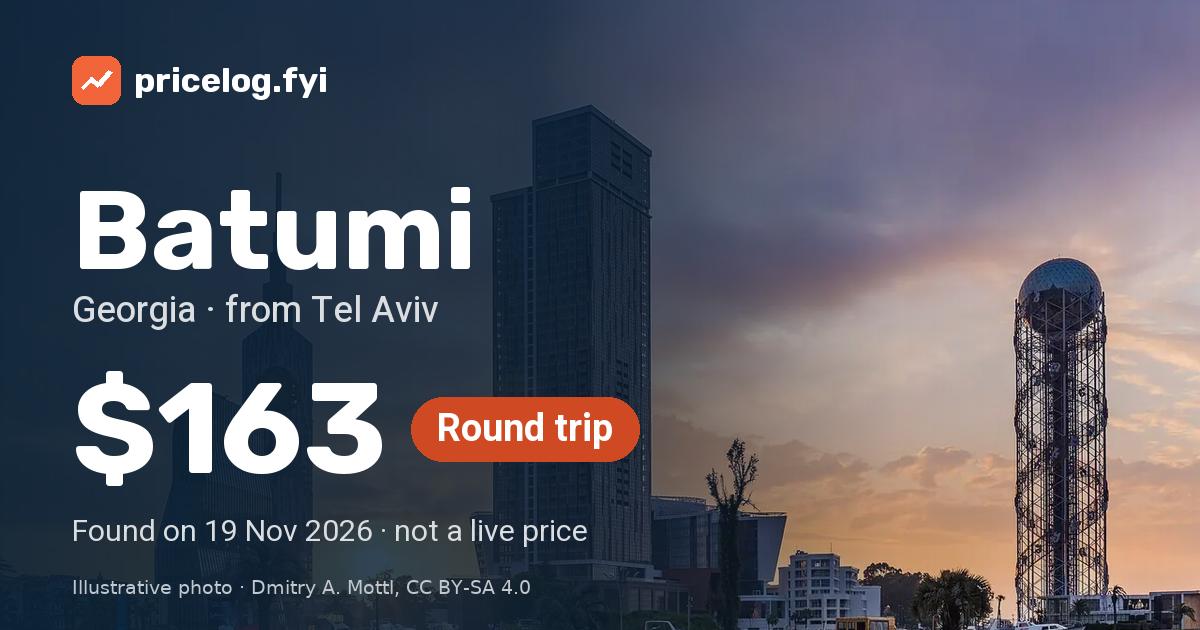 pricelog.fyi
Batumi
Georgia · from Tel Aviv
$163 Round trip
Found on 19 Nov 2026 · not a live price
Illustrative photo · Dmitry A. Mottl, CC BY-SA 4.0